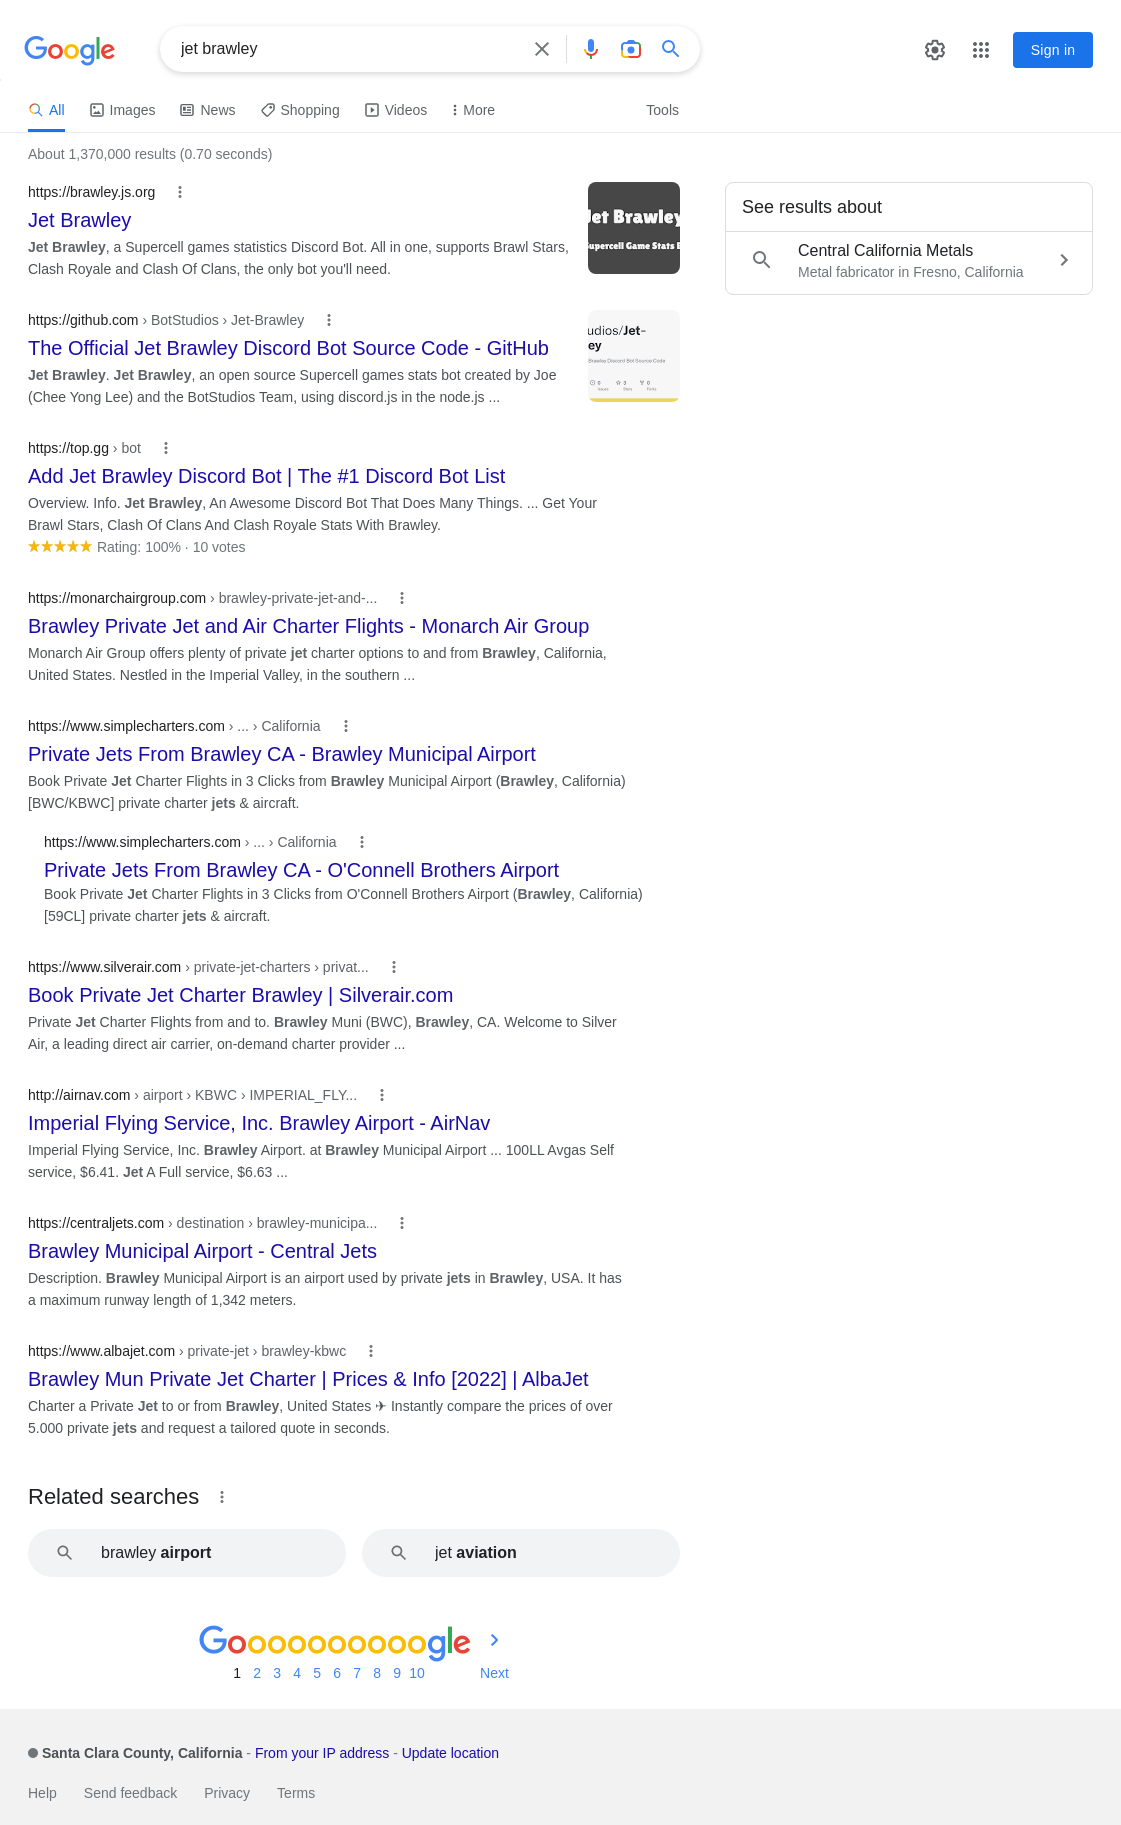 Google
jet brawley
Sign in
All
Images
News
Shopping
Videos
More
Tools
About 1,370,000 results (0.70 seconds)
https://brawley.js.org
Jet Brawley
Jet Brawley, a Supercell games statistics Discord Bot. All in one, supports Brawl Stars,
Clash Royale and Clash Of Clans, the only bot you'll need.
Jet Brawley
Supercell Game Stats B
https://github.com › BotStudios › Jet-Brawley
The Official Jet Brawley Discord Bot Source Code - GitHub
Jet Brawley. Jet Brawley, an open source Supercell games stats bot created by Joe
(Chee Yong Lee) and the BotStudios Team, using discord.js in the node.js ...
udios/Jet-
ey
Brawley Discord Bot Source Code
0 3 0
Issues Stars Forks
https://top.gg › bot
Add Jet Brawley Discord Bot | The #1 Discord Bot List
Overview. Info. Jet Brawley, An Awesome Discord Bot That Does Many Things. ... Get Your
Brawl Stars, Clash Of Clans And Clash Royale Stats With Brawley.
★★★★★ Rating: 100% · 10 votes
https://monarchairgroup.com › brawley-private-jet-and-...
Brawley Private Jet and Air Charter Flights - Monarch Air Group
Monarch Air Group offers plenty of private jet charter options to and from Brawley, California,
United States. Nestled in the Imperial Valley, in the southern ...
https://www.simplecharters.com › ... › California
Private Jets From Brawley CA - Brawley Municipal Airport
Book Private Jet Charter Flights in 3 Clicks from Brawley Municipal Airport (Brawley, California)
[BWC/KBWC] private charter jets & aircraft.
https://www.simplecharters.com › ... › California
Private Jets From Brawley CA - O'Connell Brothers Airport
Book Private Jet Charter Flights in 3 Clicks from O'Connell Brothers Airport (Brawley, California)
[59CL] private charter jets & aircraft.
https://www.silverair.com › private-jet-charters › privat...
Book Private Jet Charter Brawley | Silverair.com
Private Jet Charter Flights from and to. Brawley Muni (BWC), Brawley, CA. Welcome to Silver
Air, a leading direct air carrier, on-demand charter provider ...
http://airnav.com › airport › KBWC › IMPERIAL_FLY...
Imperial Flying Service, Inc. Brawley Airport - AirNav
Imperial Flying Service, Inc. Brawley Airport. at Brawley Municipal Airport ... 100LL Avgas Self
service, $6.41. Jet A Full service, $6.63 ...
https://centraljets.com › destination › brawley-municipa...
Brawley Municipal Airport - Central Jets
Description. Brawley Municipal Airport is an airport used by private jets in Brawley, USA. It has
a maximum runway length of 1,342 meters.
https://www.albajet.com › private-jet › brawley-kbwc
Brawley Mun Private Jet Charter | Prices & Info [2022] | AlbaJet
Charter a Private Jet to or from Brawley, United States ✈ Instantly compare the prices of over
5.000 private jets and request a tailored quote in seconds.
See results about
Central California Metals
Metal fabricator in Fresno, California
Related searches
brawley airport
jet aviation
Goooooooooogle
1 2 3 4 5 6 7 8 9 10 Next
Santa Clara County, California - From your IP address - Update location
Help Send feedback Privacy Terms